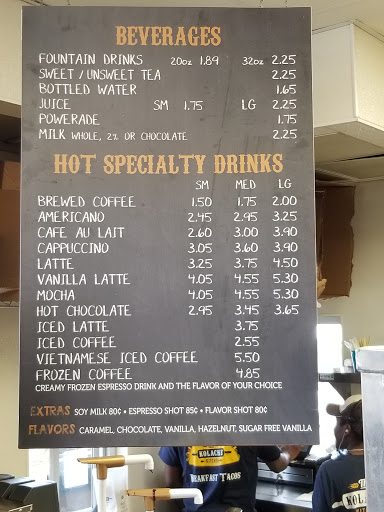 BEVERAGES
FOUNTAIN DRINKS 20oz 1.89 32oz 2.25
SWEET / UNSWEET TEA 2.25
BOTTLED WATER 1.65
JUICE SM 1.75 LG 2.25
POWERADE 1.75
MILK WHOLE, 2% OR CHOCOLATE 2.25
HOT SPECIALTY DRINKS
SM MED LG
BREWED COFFEE 1.50 1.75 2.00
AMERICANO 2.45 2.95 3.25
CAFE AU LAIT 2.60 3.00 3.90
CAPPUCCINO 3.05 3.60 3.90
LATTE 3.25 3.75 4.50
VANILLA LATTE 4.05 4.55 5.30
MOCHA 4.05 4.55 5.30
HOT CHOCOLATE 2.95 3.45 3.65
ICED LATTE 3.75
ICED COFFEE 2.55
VIETNAMESE ICED COFFEE 5.50
FROZEN COFFEE 4.85
CREAMY FROZEN ESPRESSO DRINK AND THE FLAVOR OF YOUR CHOICE
EXTRAS SOY MILK 80¢ • ESPRESSO SHOT 85¢ • FLAVOR SHOT 80¢
FLAVORS CARAMEL, CHOCOLATE, VANILLA, HAZELNUT, SUGAR FREE VANILLA
KOLACHE
BREAKFAST TACOS